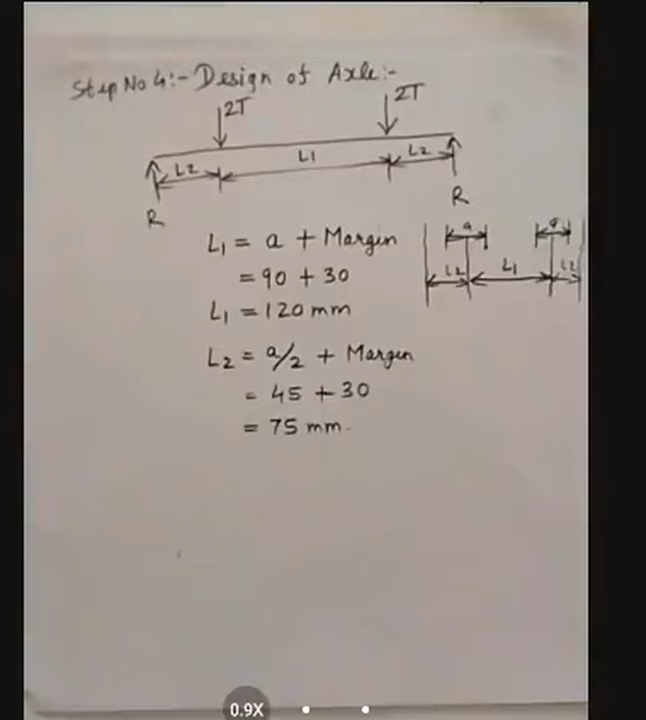 Step No 4:- Design of Axle:-
2T 2T
L2 L1 L2
R R
a a
L2 L1 L2
L1 = a + Margin
= 90 + 30
L1 = 120 mm
L2 = a/2 + Margin
= 45 + 30
= 75 mm.
0.9X